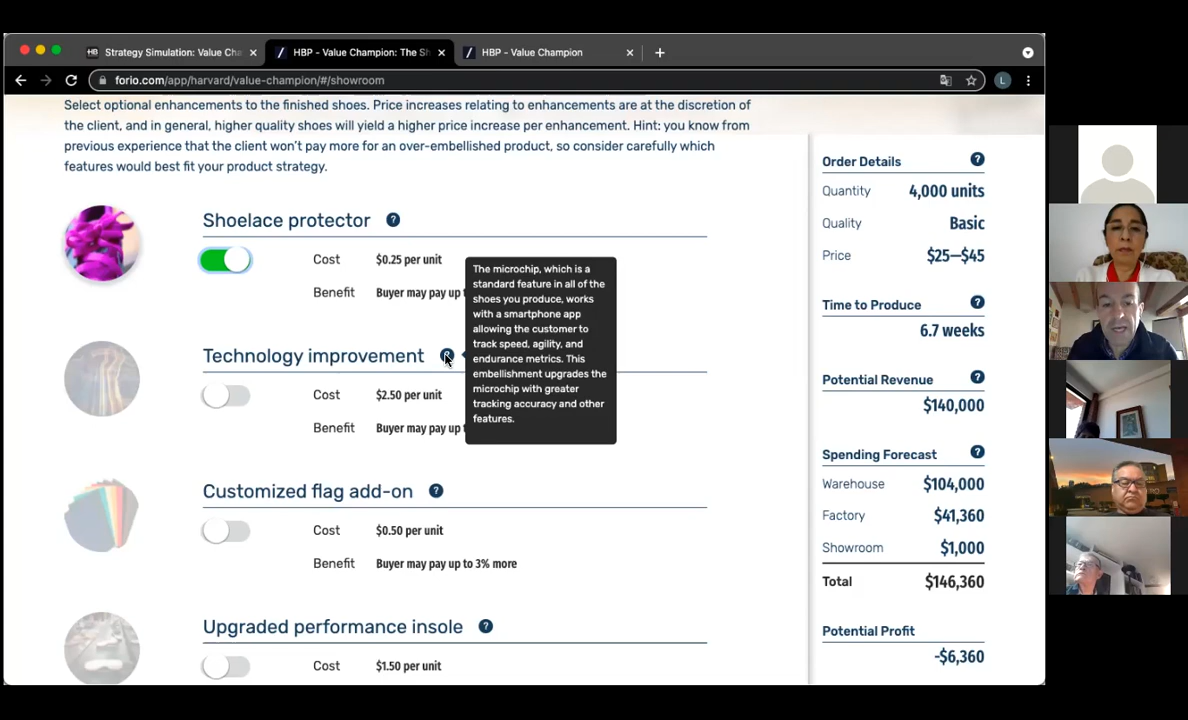 Strategy Simulation: Value Cha
HBP - Value Champion: The Sh
HBP - Value Champion
forio.com/app/harvard/value-champion/#/showroom
L
Select optional enhancements to the finished shoes. Price increases relating to enhancements are at the discretion of
the client, and in general, higher quality shoes will yield a higher price increase per enhancement. Hint: you know from
previous experience that the client won't pay more for an over-embellished product, so consider carefully which
features would best fit your product strategy.
Shoelace protector ?
Cost $0.25 per unit
Benefit Buyer may pay up t
The microchip, which is a
standard feature in all of the
shoes you produce, works
with a smartphone app
allowing the customer to
track speed, agility, and
endurance metrics. This
embellishment upgrades the
microchip with greater
tracking accuracy and other
features.
Technology improvement
Cost $2.50 per unit
Benefit Buyer may pay up t
Customized flag add-on ?
Cost $0.50 per unit
Benefit Buyer may pay up to 3% more
Upgraded performance insole ?
Cost $1.50 per unit
Order Details ?
Quantity 4,000 units
Quality Basic
Price $25—$45
Time to Produce ?
6.7 weeks
Potential Revenue ?
$140,000
Spending Forecast ?
Warehouse $104,000
Factory $41,360
Showroom $1,000
Total $146,360
Potential Profit
-$6,360